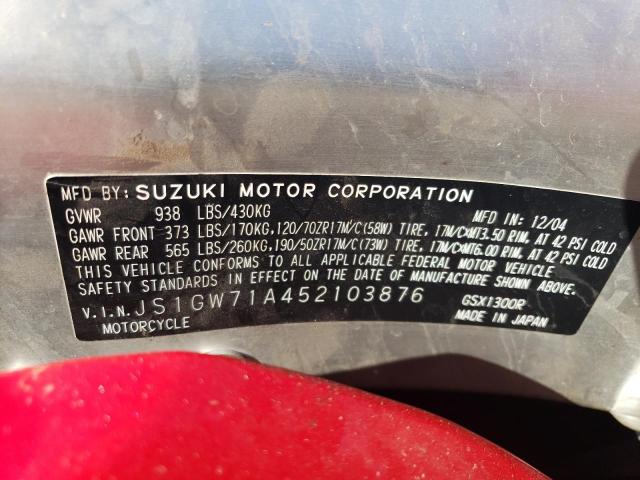 MFD BY: SUZUKI MOTOR CORPORATION
GVWR 938 LBS/430KG MFD IN: 12/04
GAWR FRONT 373 LBS/170KG, 120/70ZR17M/C(58W) TIRE, 17M/C×MT3.50 RIM, AT 42 PSI COLD
GAWR REAR 565 LBS/260KG, 190/50ZR17M/C(73W) TIRE, 17M/C×MT6.00 RIM, AT 42 PSI COLD
THIS VEHICLE CONFORMS TO ALL APPLICABLE FEDERAL MOTOR VEHICLE
SAFETY STANDARDS IN EFFECT ON THE DATE OF MANUFACTURE SHOWN ABOVE.
V.I.N. JS1GW71A452103876 GSX1300R
MOTORCYCLE MADE IN JAPAN